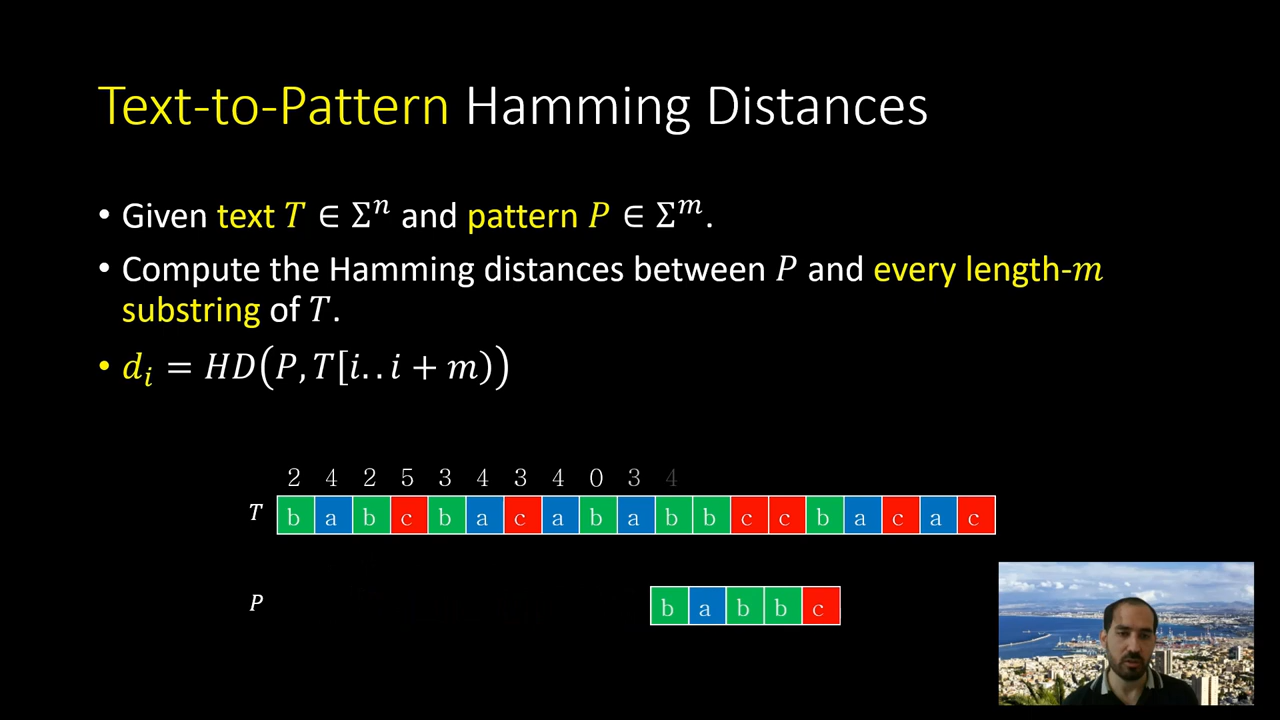 Text-to-Pattern Hamming Distances
• Given text T ∈ Σⁿ and pattern P ∈ Σᵐ.
• Compute the Hamming distances between P and every length-m
substring of T.
• dᵢ = HD(P, T[i..i + m))
2 4 2 5 3 4 3 4 0 3 4
T b a b c b a c a b a b b c c b a c a c
P b a b b c